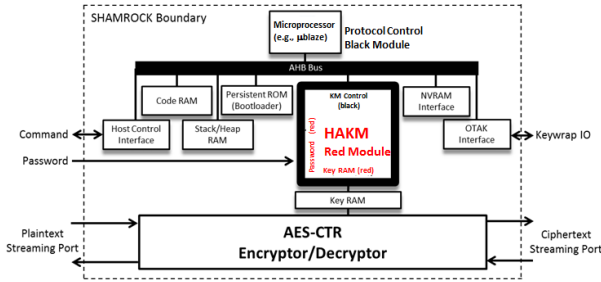 SHAMROCK Boundary
Microprocessor
(e.g., µblaze)
Protocol Control
Black Module
AHB Bus
Code RAM
Persistent ROM
(Bootloader)
KM Control
(black)
NVRAM
Interface
Command
Host Control
Interface
Stack/Heap
RAM
Password (red)
HAKM
Red Module
Key RAM (red)
OTAK
Interface
Keywrap IO
Password
Key RAM
Plaintext
Streaming Port
AES-CTR
Encryptor/Decryptor
Ciphertext
Streaming Port